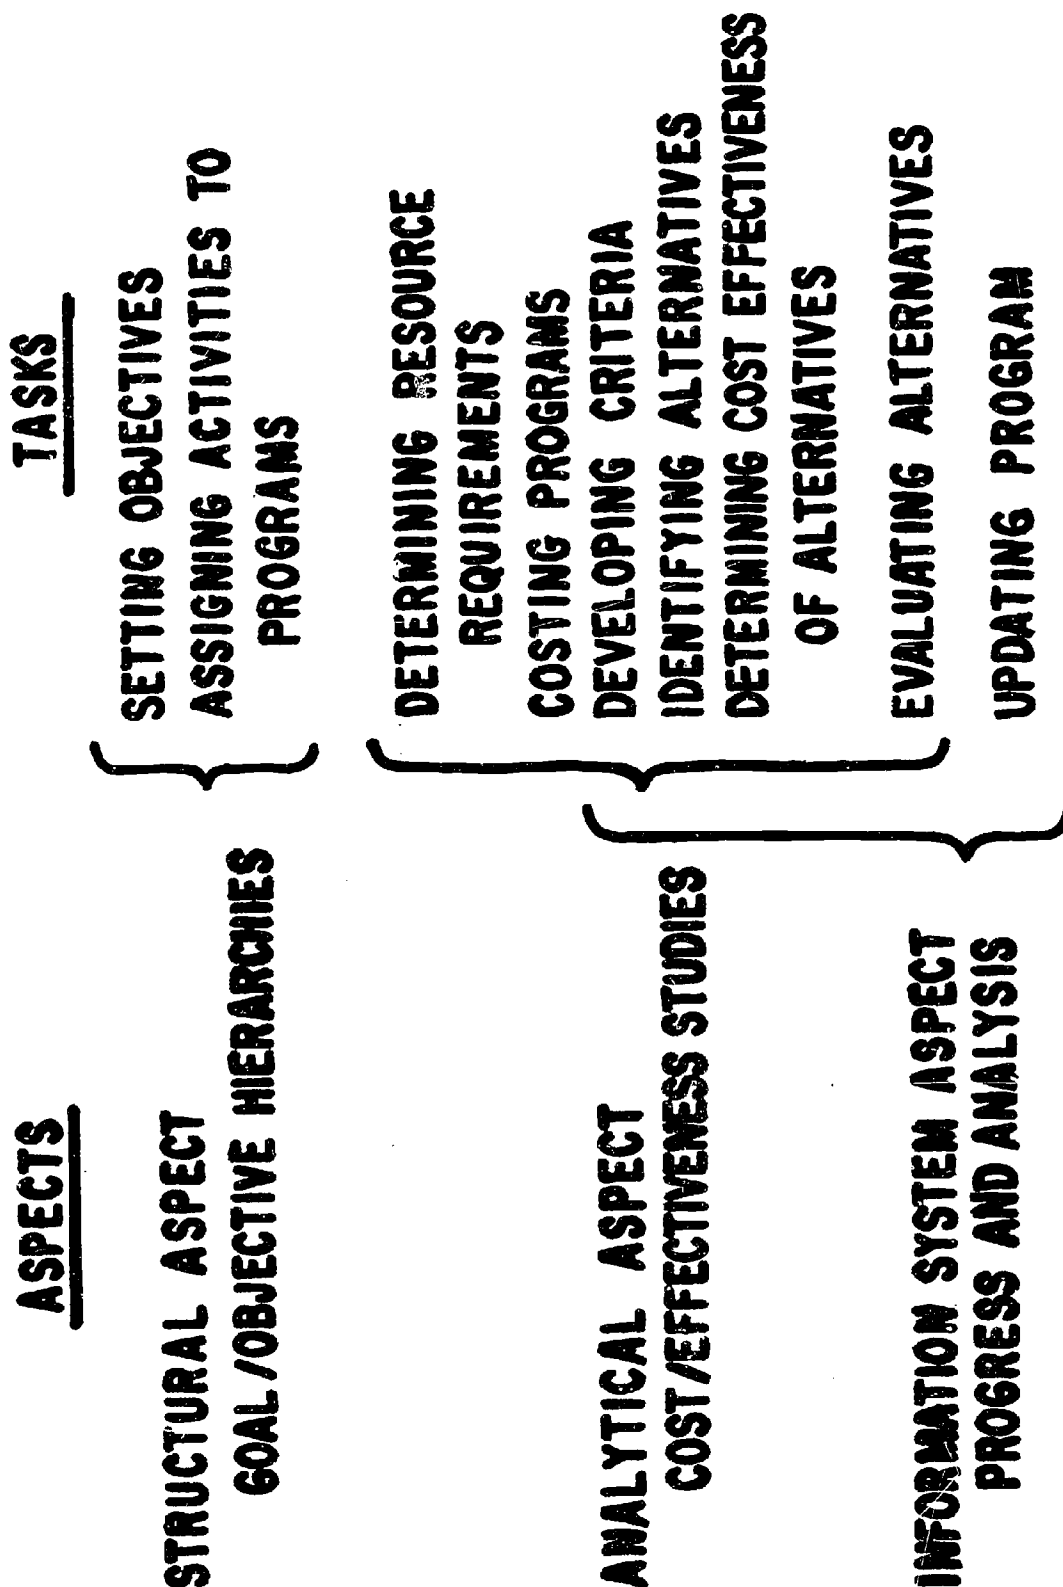 ASPECTS
STRUCTURAL ASPECT
GOAL/OBJECTIVE HIERARCHIES
ANALYTICAL ASPECT
COST/EFFECTIVENESS STUDIES
INFORMATION SYSTEM ASPECT
PROGRESS AND ANALYSIS
TASKS
SETTING OBJECTIVES
ASSIGNING ACTIVITIES TO
PROGRAMS
DETERMINING RESOURCE
REQUIREMENTS
COSTING PROGRAMS
DEVELOPING CRITERIA
IDENTIFYING ALTERNATIVES
DETERMINING COST EFFECTIVENESS
OF ALTERNATIVES
EVALUATING ALTERNATIVES
UPDATING PROGRAM